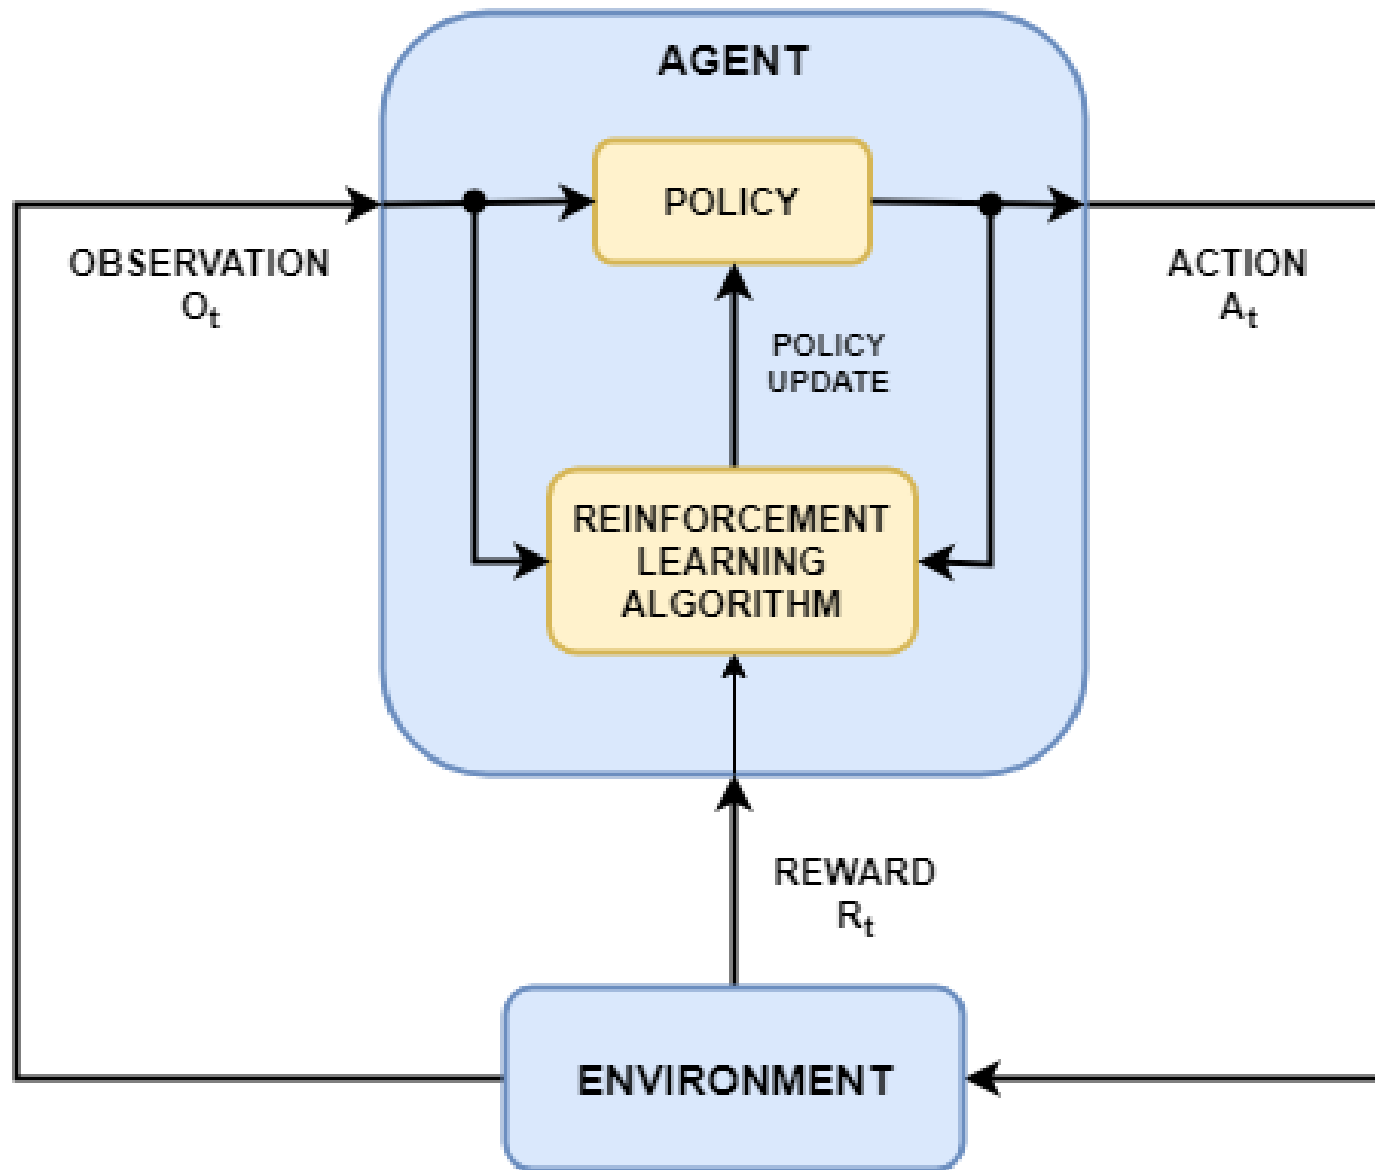 AGENT
POLICY
OBSERVATION
Oₜ
ACTION
Aₜ
POLICY
UPDATE
REINFORCEMENT
LEARNING
ALGORITHM
REWARD
Rₜ
ENVIRONMENT